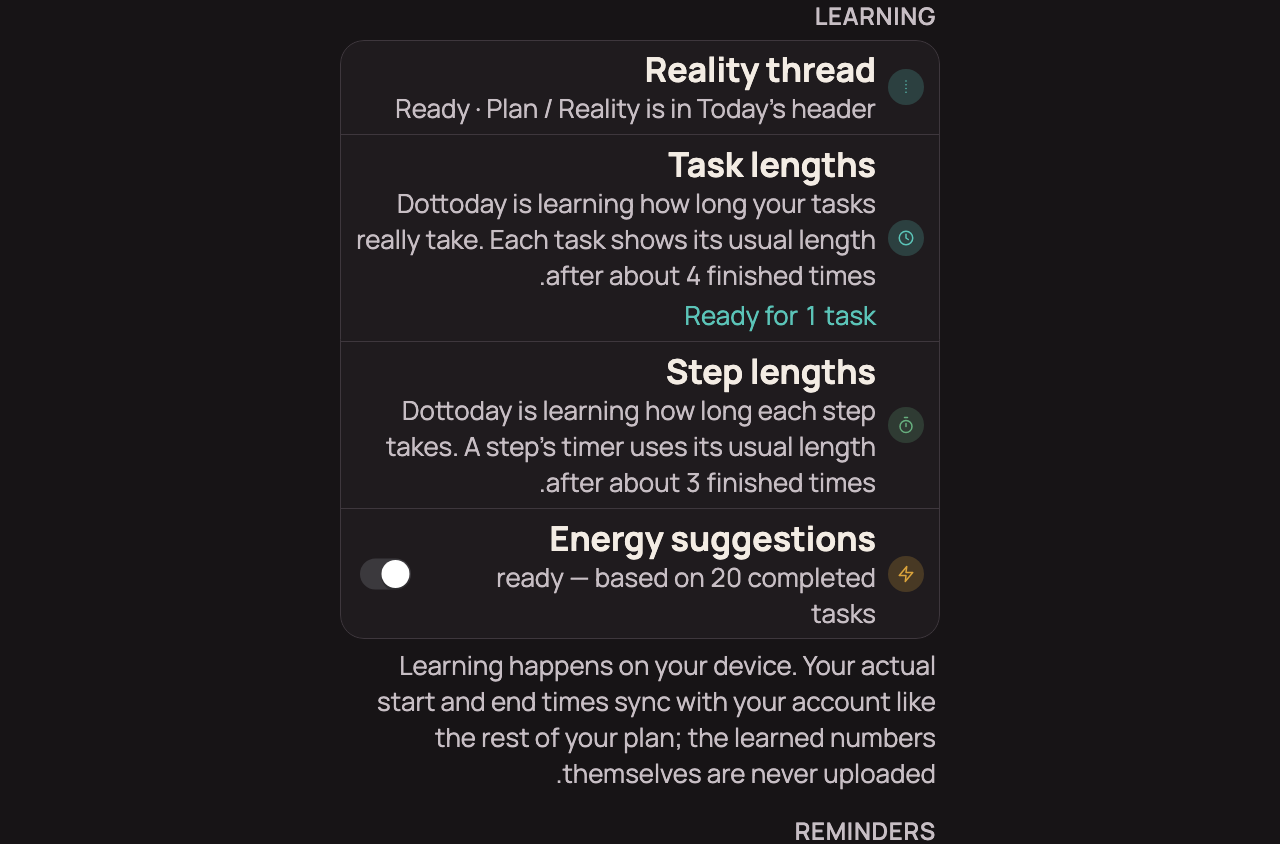 LEARNING
Reality thread
Ready · Plan / Reality is in Today's header
Task lengths
Dottoday is learning how long your tasks
really take. Each task shows its usual length
.after about 4 finished times
Ready for 1 task
Step lengths
Dottoday is learning how long each step
takes. A step's timer uses its usual length
.after about 3 finished times
Energy suggestions
ready — based on 20 completed
tasks
Learning happens on your device. Your actual
start and end times sync with your account like
the rest of your plan; the learned numbers
.themselves are never uploaded
REMINDERS